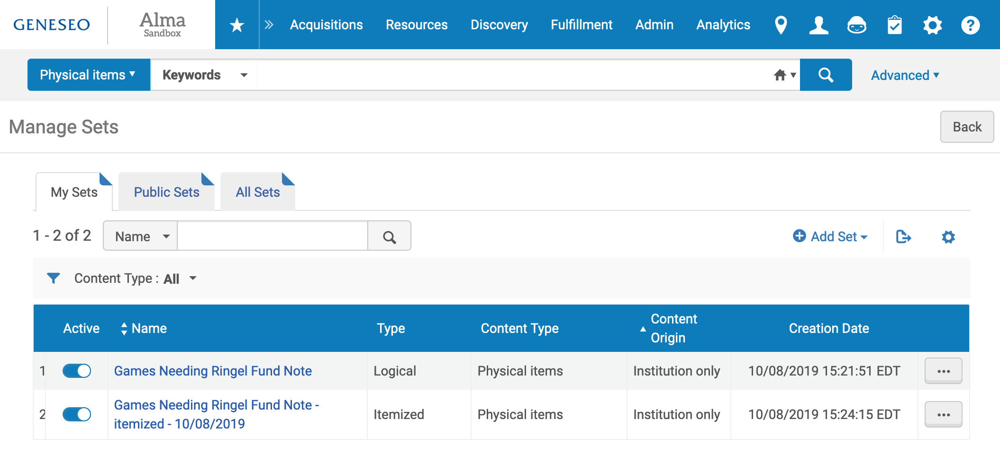 GENESEO
Alma
Sandbox
Acquisitions Resources Discovery Fulfillment Admin Analytics
Physical items Keywords Advanced
Manage Sets Back
My Sets Public Sets All Sets
1 - 2 of 2 Name Add Set
Content Type : All
Active Name Type Content Type Content Origin Creation Date
1 Games Needing Ringel Fund Note Logical Physical items Institution only 10/08/2019 15:21:51 EDT
2 Games Needing Ringel Fund Note - itemized - 10/08/2019 Itemized Physical items Institution only 10/08/2019 15:24:15 EDT